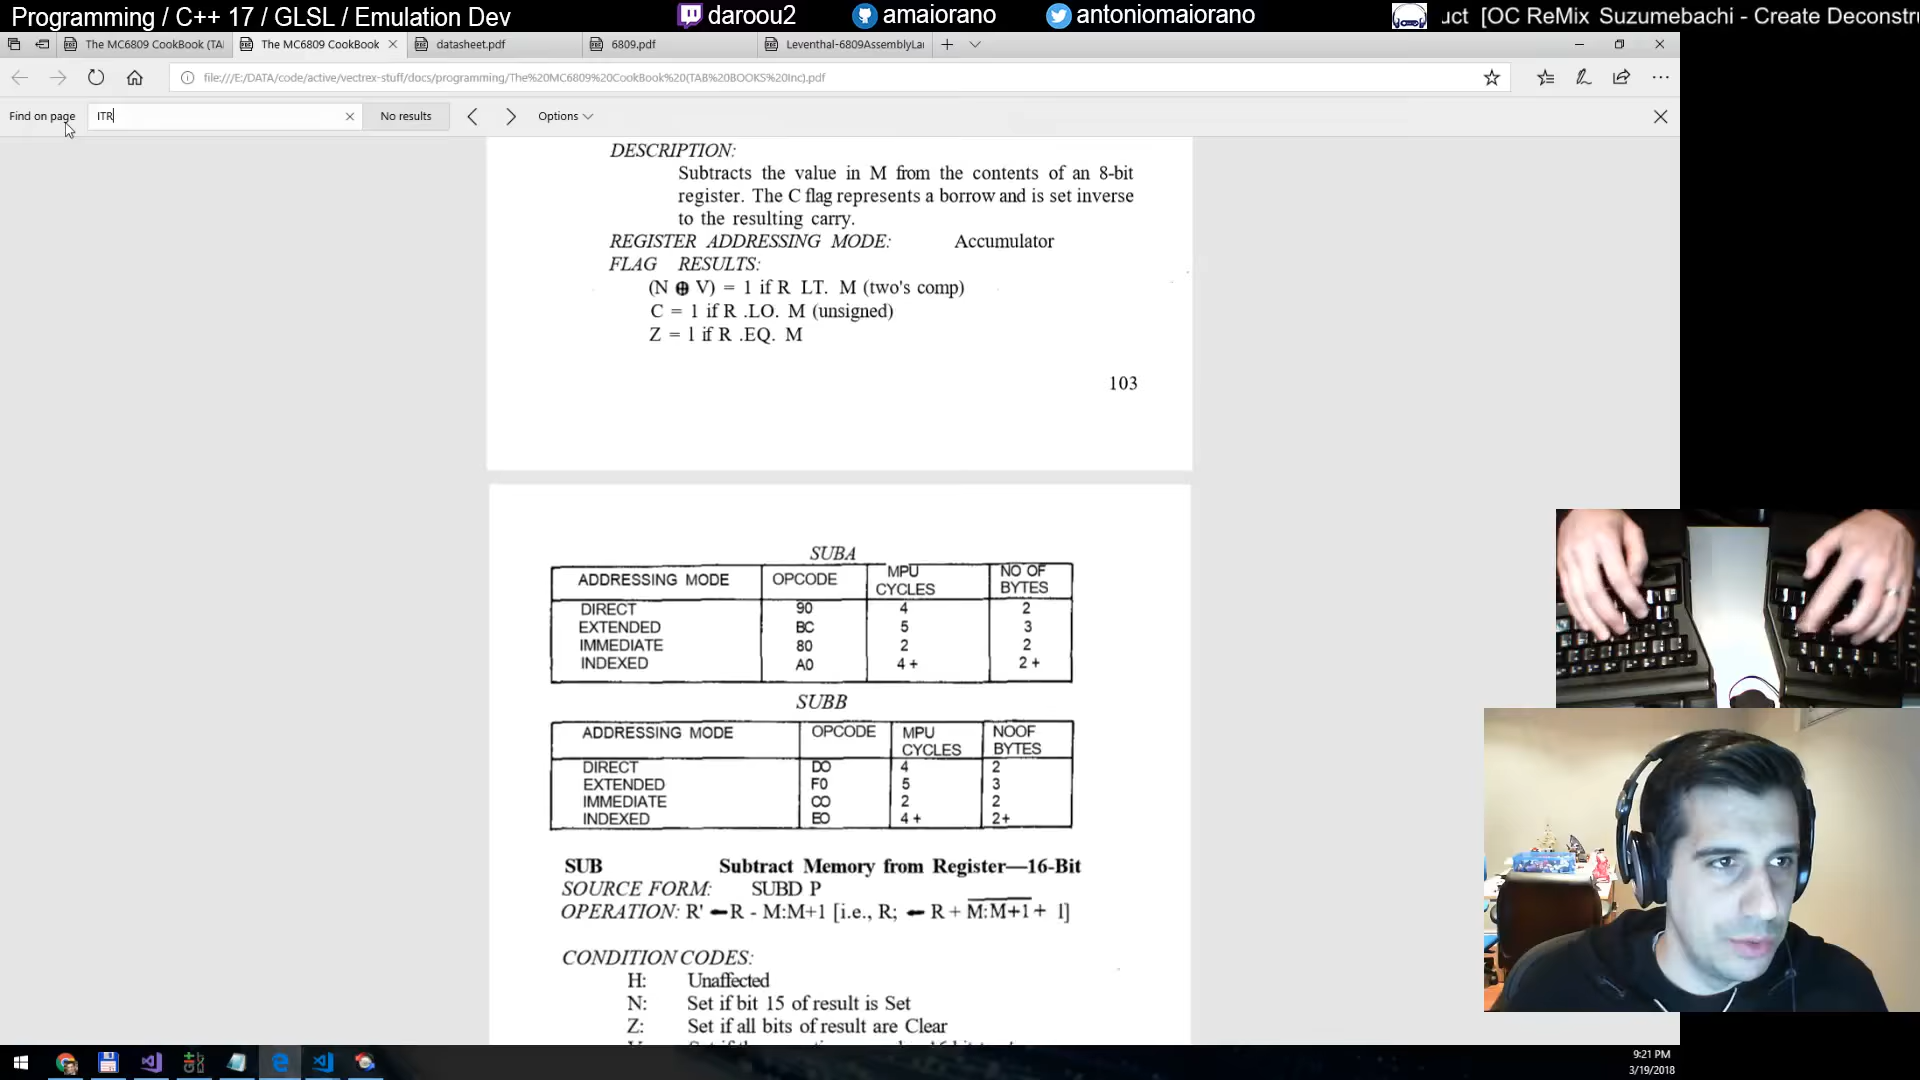 Programming / C++ 17 / GLSL / Emulation Dev
daroou2
amaiorano
antoniomaiorano
uct [OC ReMix Suzumebachi - Create Deconstr
The MC6809 CookBook (TAI
The MC6809 CookBook
datasheet.pdf
6809.pdf
Leventhal-6809AssemblyLa
file:///E:/DATA/code/active/vectrex-stuff/docs/programming/The%20MC6809%20CookBook%20(TAB%20BOOKS%20Inc).pdf
Find on page
ITR
No results
Options
DESCRIPTION:
Subtracts the value in M from the contents of an 8-bit
register. The C flag represents a borrow and is set inverse
to the resulting carry.
REGISTER ADDRESSING MODE: Accumulator
FLAG RESULTS:
(N ⊕ V) = 1 if R LT. M (two's comp)
C = 1 if R .LO. M (unsigned)
Z = l if R .EQ. M
103
SUBA
ADDRESSING MODE OPCODE MPU CYCLES NO OF BYTES
DIRECT 90 4 2
EXTENDED BC 5 3
IMMEDIATE 80 2 2
INDEXED A0 4 + 2 +
SUBB
ADDRESSING MODE OPCODE MPU CYCLES NOOF BYTES
DIRECT DO 4 2
EXTENDED F0 5 3
IMMEDIATE CO 2 2
INDEXED EO 4 + 2+
SUB Subtract Memory from Register—16-Bit
SOURCE FORM: SUBD P
OPERATION: R' ← R - M:M+1 [i.e., R; ← R + M:M+1 + l]
CONDITION CODES:
H: Unaffected
N: Set if bit 15 of result is Set
Z: Set if all bits of result are Clear
9:21 PM
3/19/2018